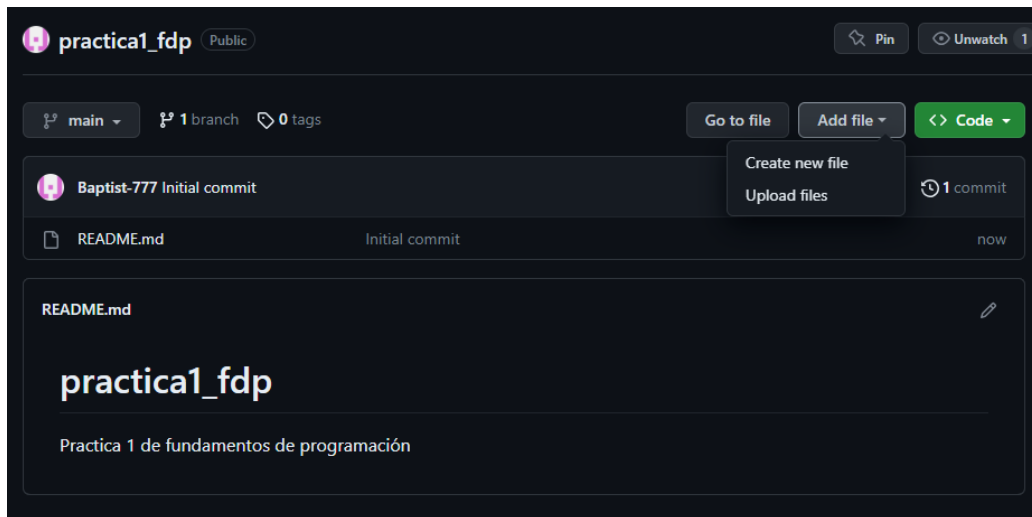 practica1_fdp Public Pin Unwatch 1
main 1 branch 0 tags Go to file Add file <> Code
Create new file
Upload files
Baptist-777 Initial commit 1 commit
README.md Initial commit now
README.md
practica1_fdp
Practica 1 de fundamentos de programación